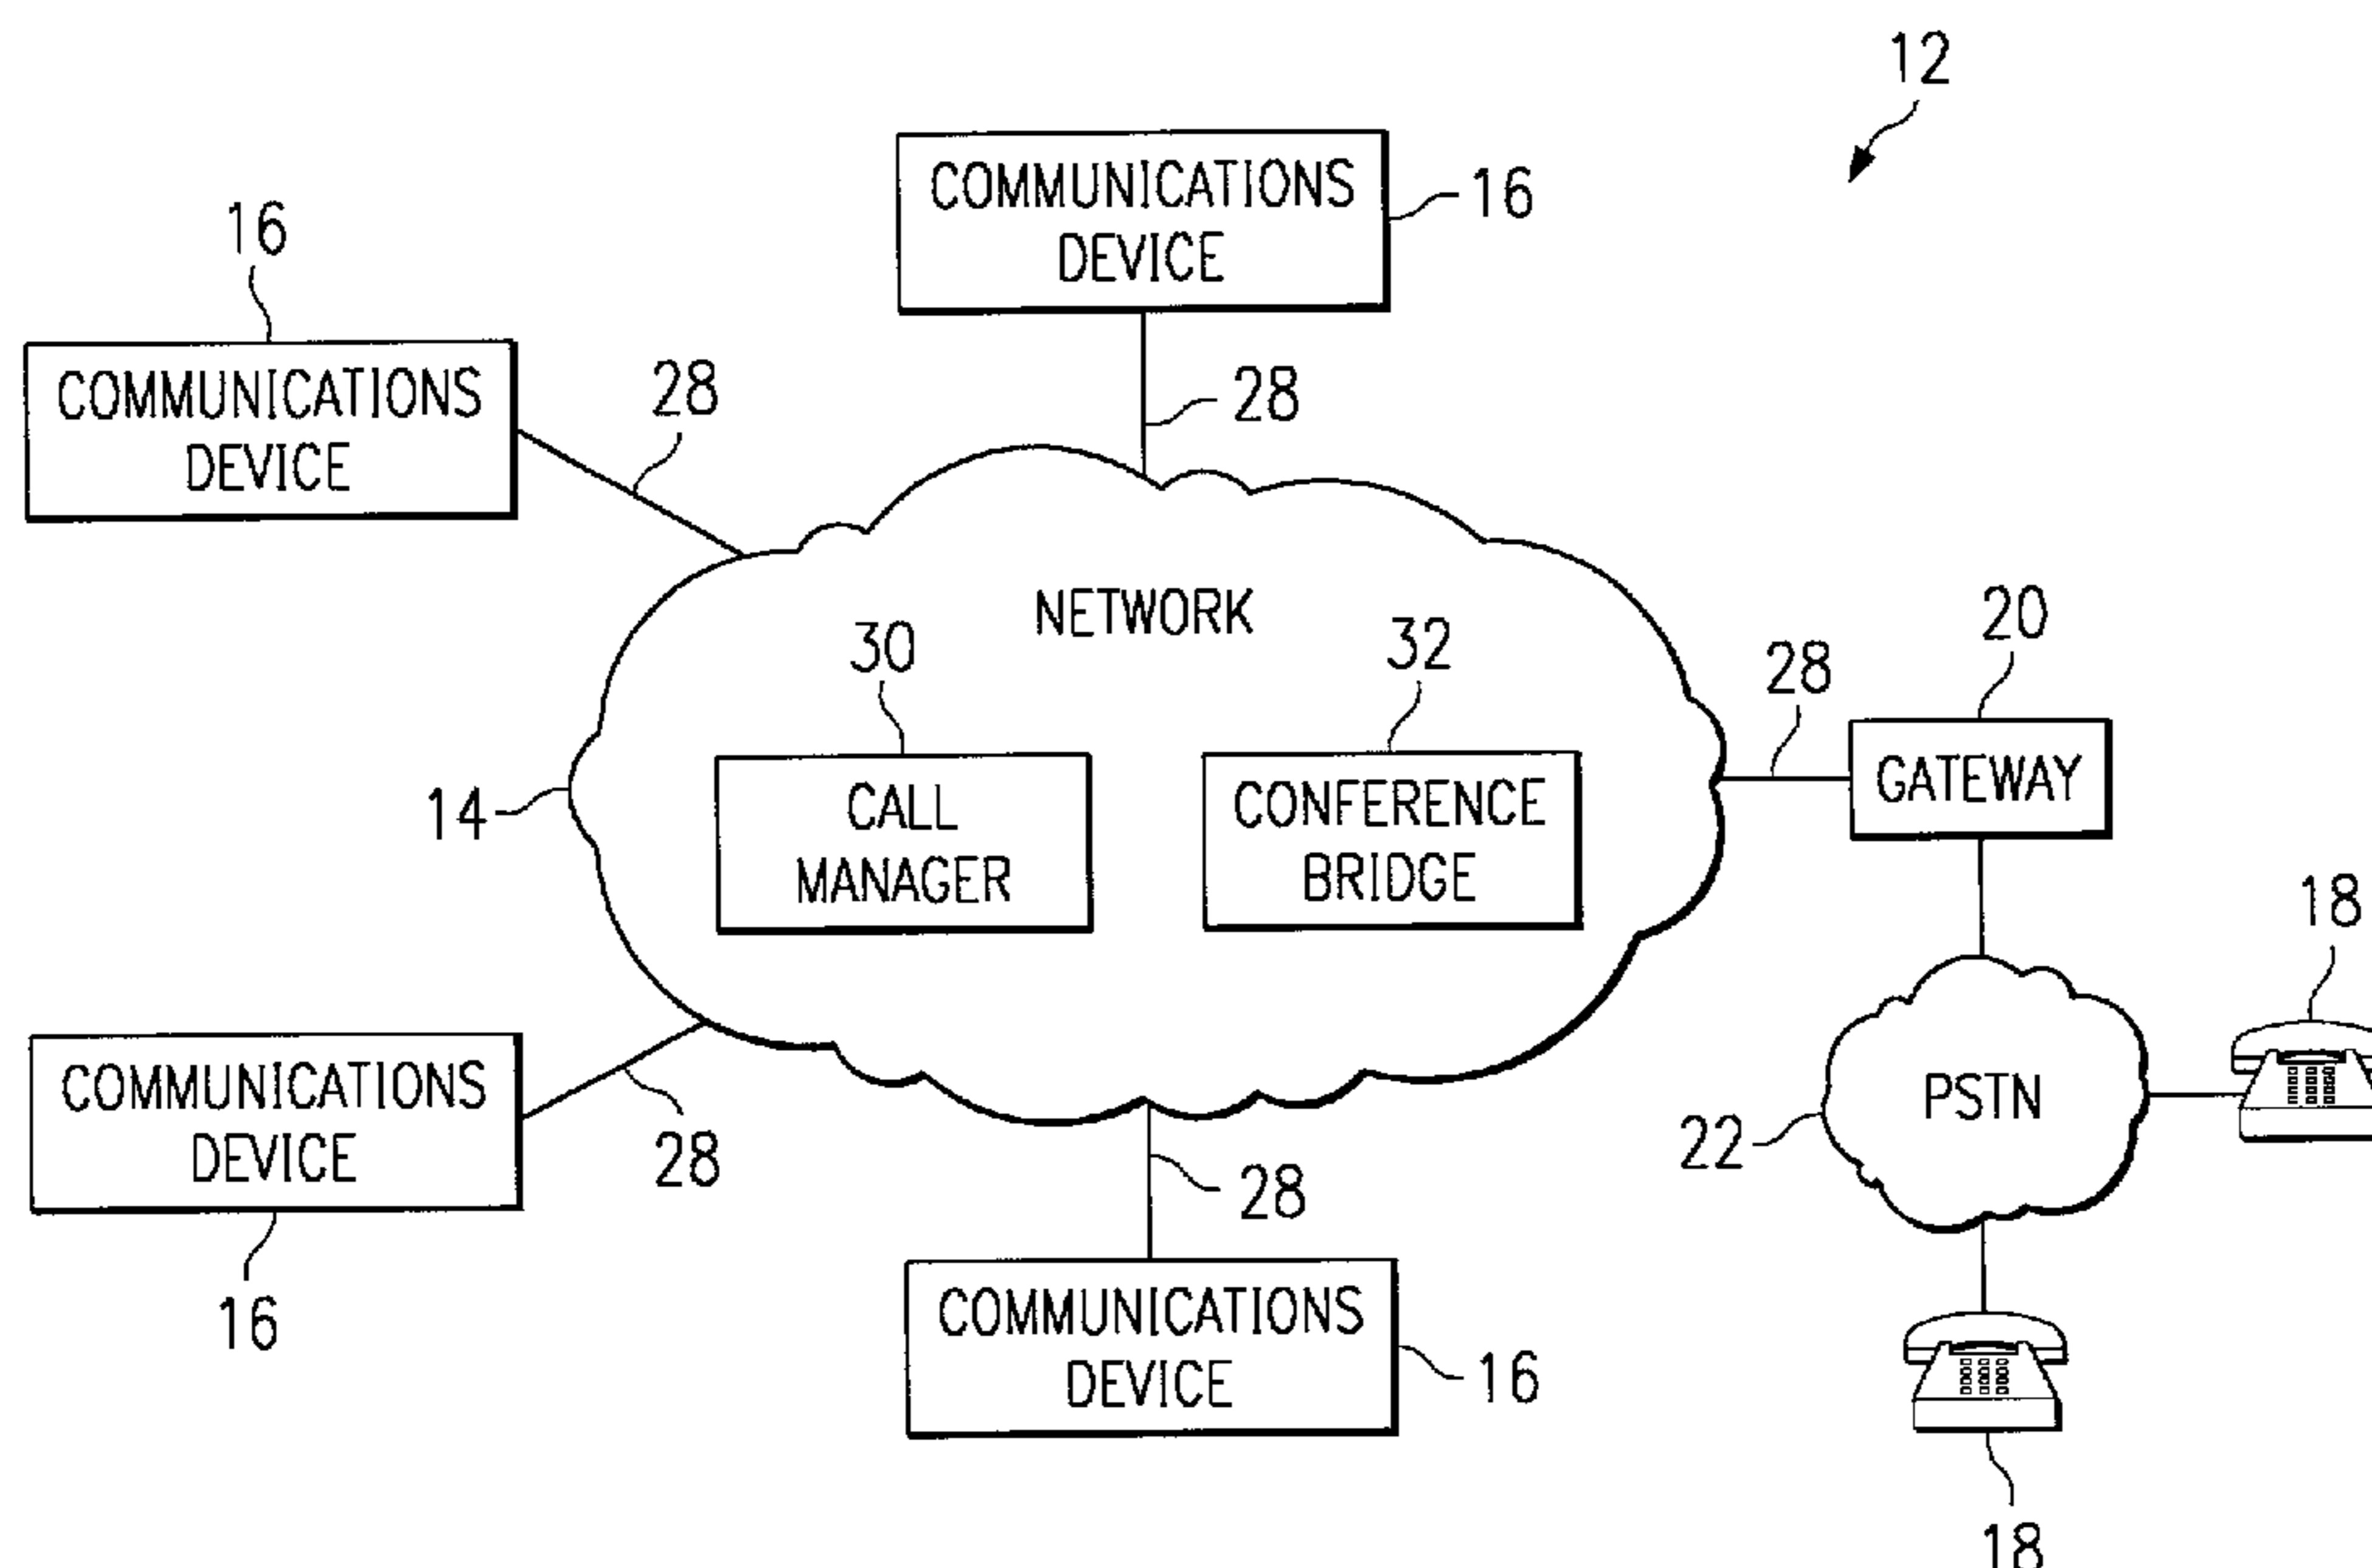 12
COMMUNICATIONS
DEVICE
16
16
COMMUNICATIONS
DEVICE
28
28
NETWORK
30
32
CALL
MANAGER
CONFERENCE
BRIDGE
14
28
20
GATEWAY
18
PSTN
22
COMMUNICATIONS
DEVICE
28
16
28
COMMUNICATIONS
DEVICE
16
18